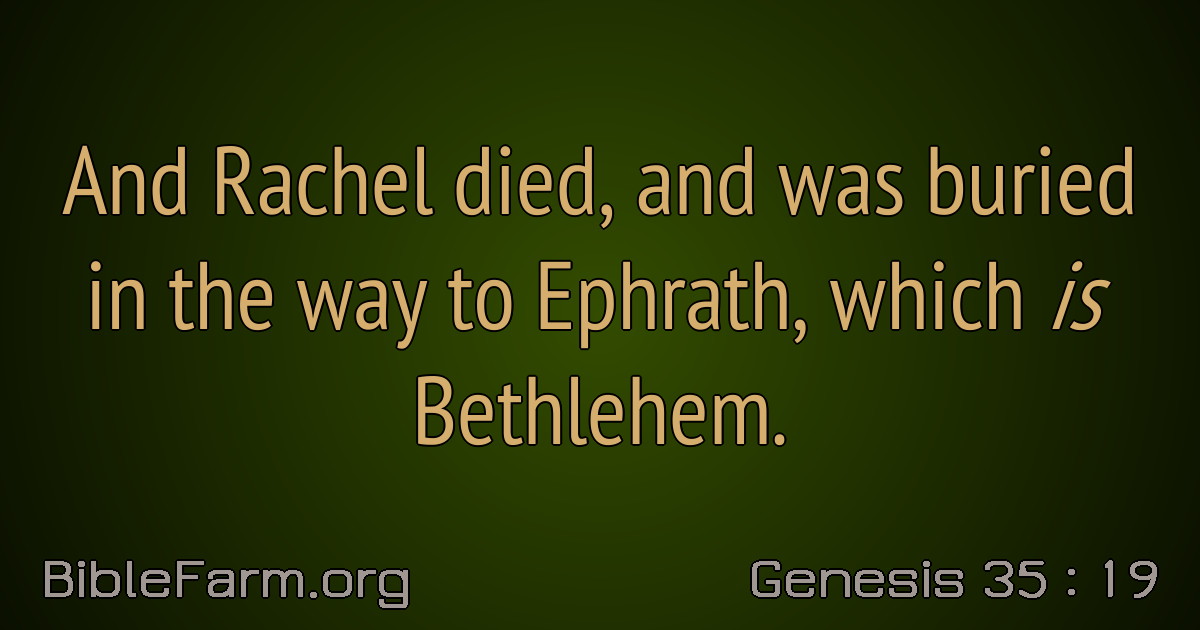 And Rachel died, and was buried
in the way to Ephrath, which is
Bethlehem.
BibleFarm.org
Genesis 35 : 19